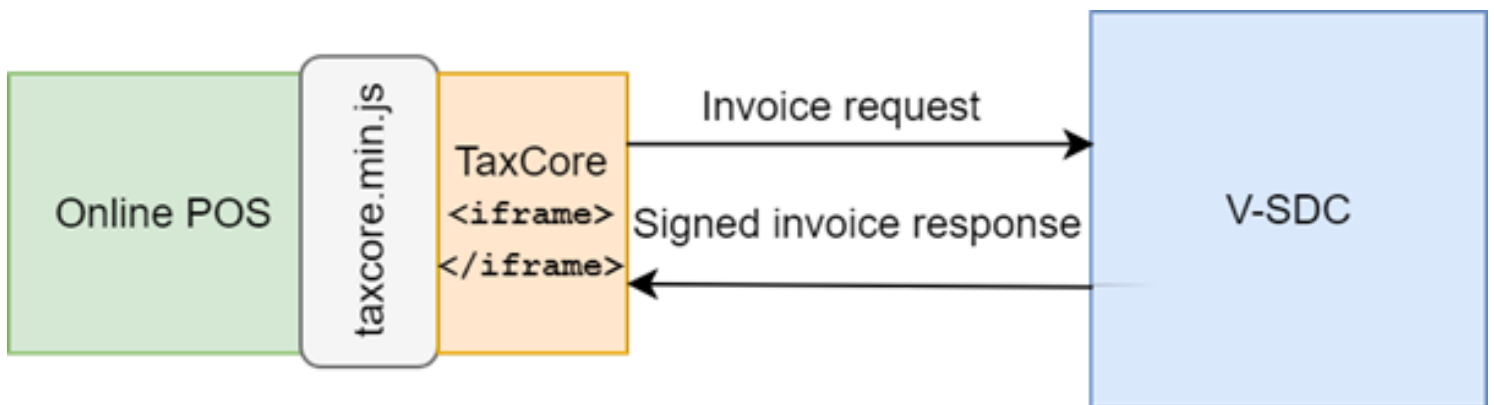 Online POS
taxcore.min.js
TaxCore
<iframe>
</iframe>
Invoice request
Signed invoice response
V-SDC